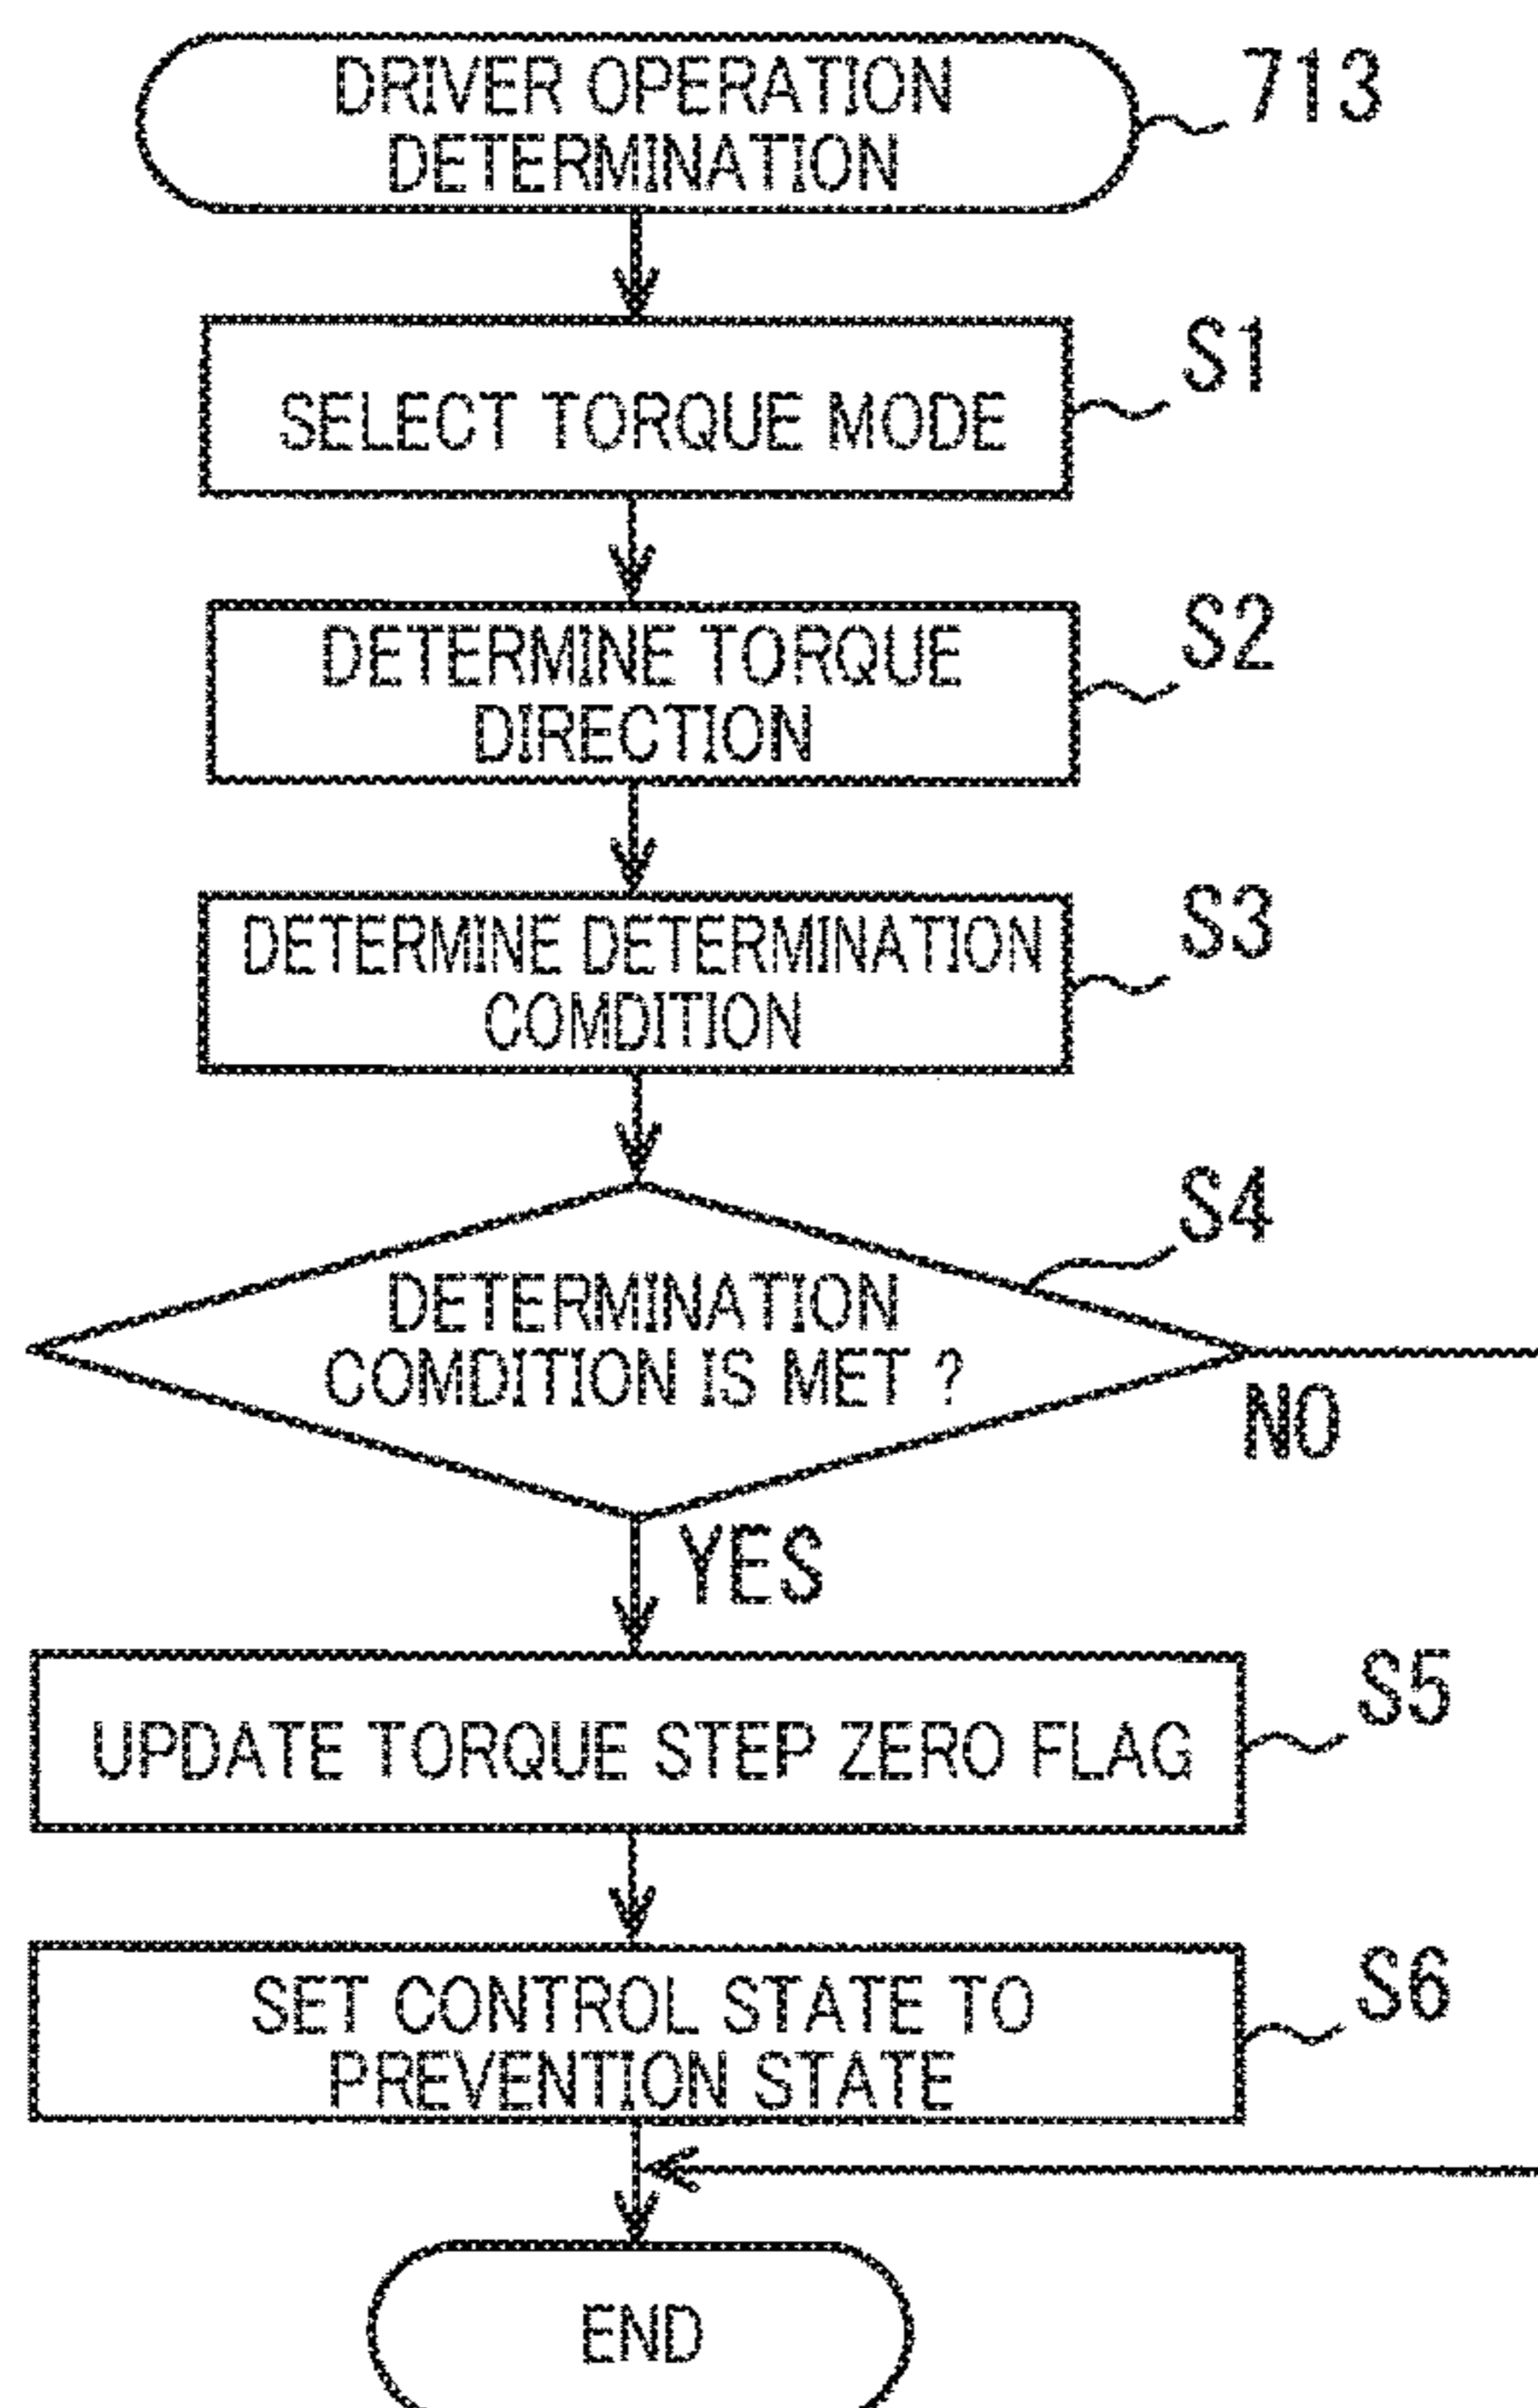 DRIVER OPERATION
DETERMINATION
713
SELECT TORQUE MODE
S1
DETERMINE TORQUE
DIRECTION
S2
DETERMINE DETERMINATION
COMDITION
S3
DETERMINATION
COMDITION IS MET ?
S4
NO
YES
UPDATE TORQUE STEP ZERO FLAG
S5
SET CONTROL STATE TO
PREVENTION STATE
S6
END